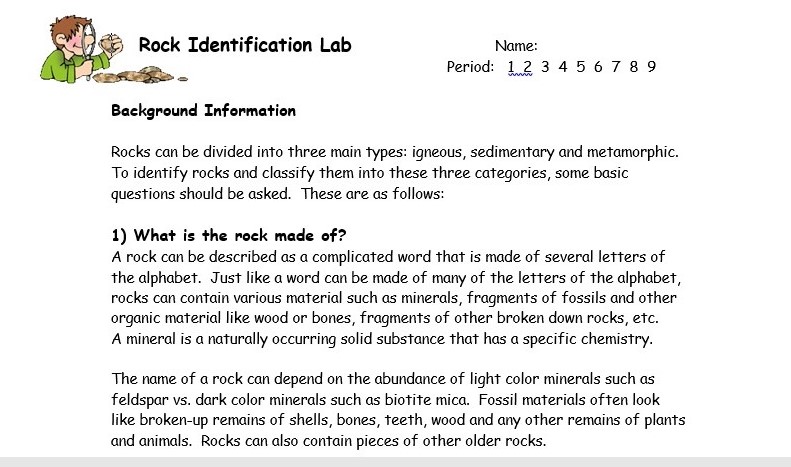 Rock Identification Lab
Name:
Period: 1 2 3 4 5 6 7 8 9
Background Information
Rocks can be divided into three main types: igneous, sedimentary and metamorphic.
To identify rocks and classify them into these three categories, some basic
questions should be asked. These are as follows:
1) What is the rock made of?
A rock can be described as a complicated word that is made of several letters of
the alphabet. Just like a word can be made of many of the letters of the alphabet,
rocks can contain various material such as minerals, fragments of fossils and other
organic material like wood or bones, fragments of other broken down rocks, etc.
A mineral is a naturally occurring solid substance that has a specific chemistry.
The name of a rock can depend on the abundance of light color minerals such as
feldspar vs. dark color minerals such as biotite mica. Fossil materials often look
like broken-up remains of shells, bones, teeth, wood and any other remains of plants
and animals. Rocks can also contain pieces of other older rocks.